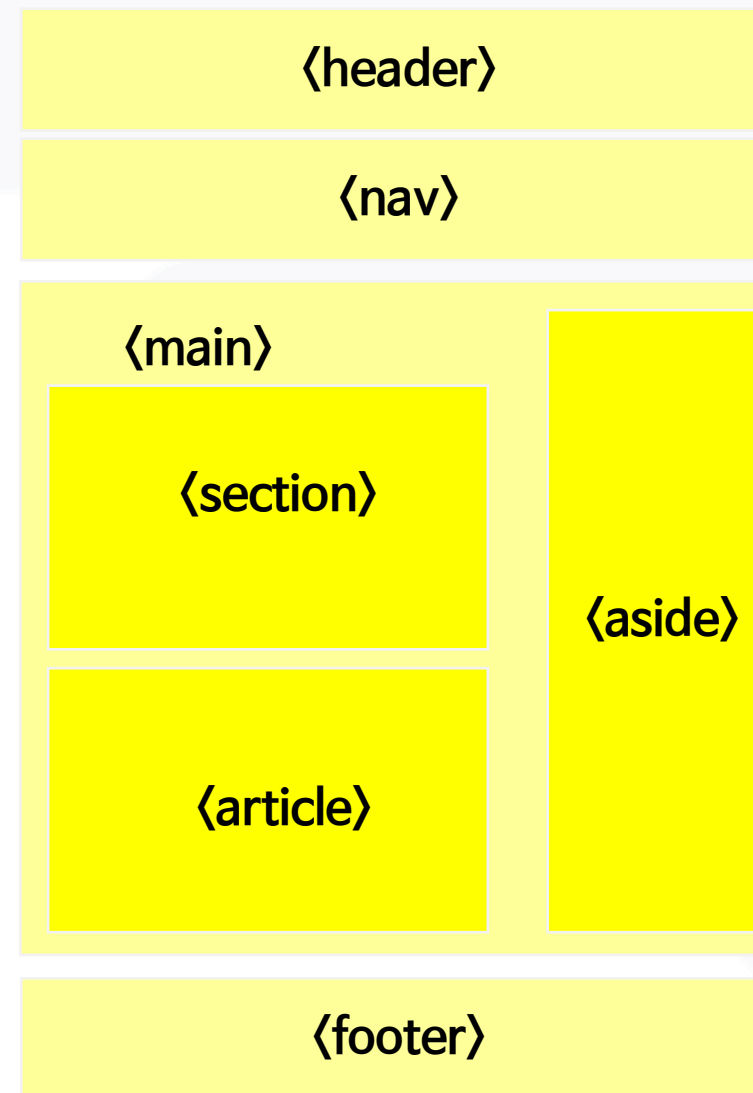 〈header〉
〈nav〉
〈main〉
〈section〉
〈article〉
〈aside〉
〈footer〉